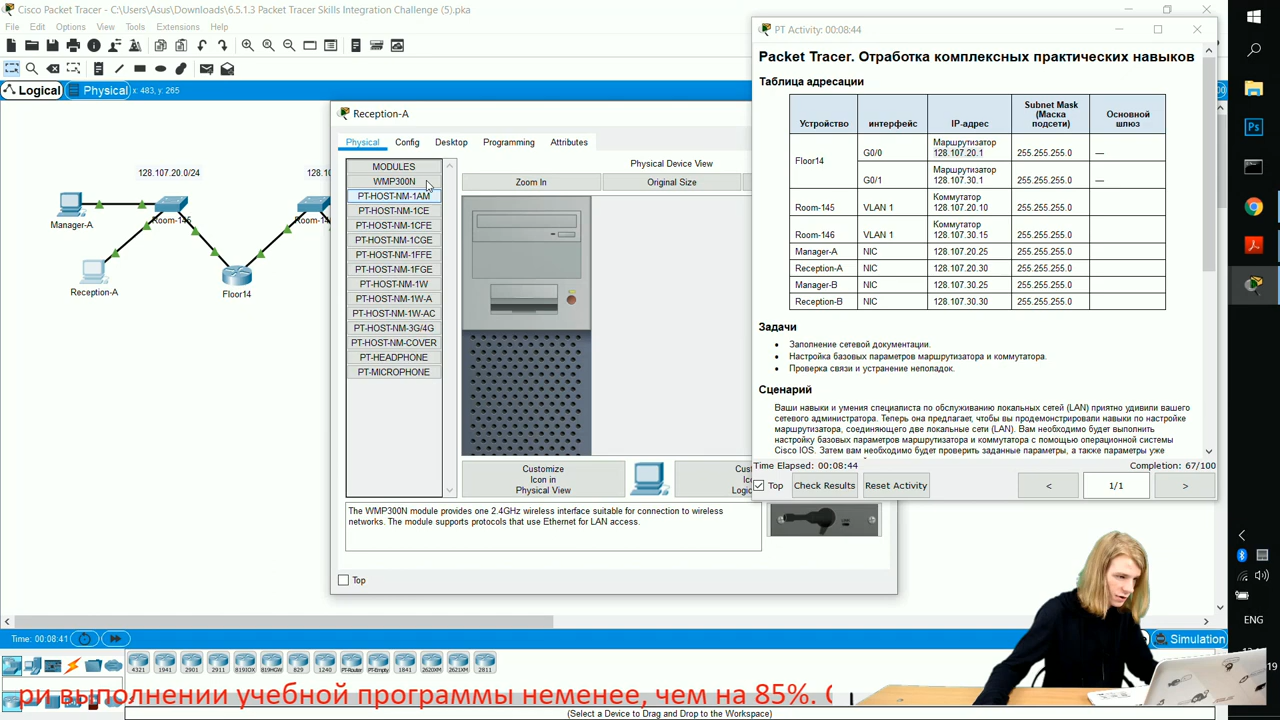 Cisco Packet Tracer - C:\Users\Asus\Downloads\6.5.1.3 Packet Tracer Skills Integration Challenge (5).pka
File Edit Options View Tools Extensions Help
Logical Physical x: 483, y: 265
128.107.20.0/24
128.10
Manager-A
Room-145
Room-14
Reception-A
Floor14
Reception-A
Physical Config Desktop Programming Attributes
MODULES
WMP300N
PT-HOST-NM-1AM
PT-HOST-NM-1CE
PT-HOST-NM-1CFE
PT-HOST-NM-1CGE
PT-HOST-NM-1FFE
PT-HOST-NM-1FGE
PT-HOST-NM-1W
PT-HOST-NM-1W-A
PT-HOST-NM-1W-AC
PT-HOST-NM-3G/4G
PT-HOST-NM-COVER
PT-HEADPHONE
PT-MICROPHONE
Physical Device View
Zoom In Original Size
Customize
Icon in
Physical View
Cus
Ico
Logic
The WMP300N module provides one 2.4GHz wireless interface suitable for connection to wireless
networks. The module supports protocols that use Ethernet for LAN access.
Top
PT Activity: 00:08:44
Packet Tracer. Отработка комплексных практических навыков
Таблица адресации
Устройство интерфейс IP-адрес Subnet Mask (Маска подсети) Основной шлюз
Floor14 G0/0 Маршрутизатор 128.107.20.1 255.255.255.0 —
G0/1 Маршрутизатор 128.107.30.1 255.255.255.0 —
Room-145 VLAN 1 Коммутатор 128.107.20.10 255.255.255.0
Room-146 VLAN 1 Коммутатор 128.107.30.15 255.255.255.0
Manager-A NIC 128.107.20.25 255.255.255.0
Reception-A NIC 128.107.20.30 255.255.255.0
Manager-B NIC 128.107.30.25 255.255.255.0
Reception-B NIC 128.107.30.30 255.255.255.0
Задачи
• Заполнение сетевой документации.
• Настройка базовых параметров маршрутизатора и коммутатора.
• Проверка связи и устранение неполадок.
Сценарий
Ваши навыки и умения специалиста по обслуживанию локальных сетей (LAN) приятно удивили вашего
сетевого администратора. Теперь она предлагает, чтобы вы продемонстрировали навыки по настройке
маршрутизатора, соединяющего две локальные сети (LAN). Вам необходимо будет выполнить
настройку базовых параметров маршрутизатора и коммутатора с помощью операционной системы
Cisco IOS. Затем вам необходимо будет проверить заданные параметры, а также параметры уже
Time Elapsed: 00:08:44 Completion: 67/100
Top Check Results Reset Activity < 1/1 >
Time: 00:08:41
Simulation
4321 1941 2901 2911 819IOX 819HGW 829 1240 PT-Router PT-Empty 1841 2620XM 2621XM 2811
ри выполнении учебной программы неменее, чем на 85%.
(Select a Device to Drag and Drop to the Workspace)
ENG